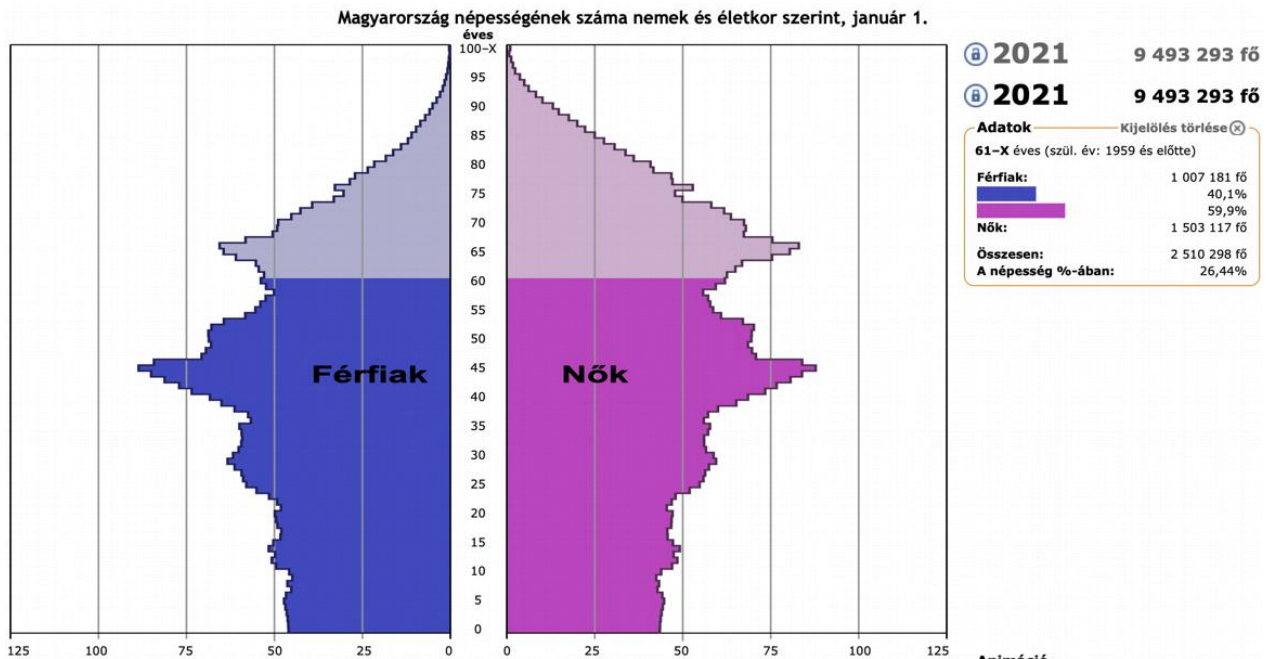 Magyarország népességének száma nemek és életkor szerint, január 1.
éves
100–X
95
90
85
80
75
70
65
60
55
50
45
40
35
30
25
20
15
10
5
0
Férfiak
Nők
125 100 75 50 25 0
0 25 50 75 100 125
2021 9 493 293 fő
2021 9 493 293 fő
Adatok Kijelölés törlése
61–X éves (szül. év: 1959 és előtte)
Férfiak: 1 007 181 fő
40,1%
59,9%
Nők: 1 503 117 fő
Összesen: 2 510 298 fő
A népesség %-ában: 26,44%
Animáció